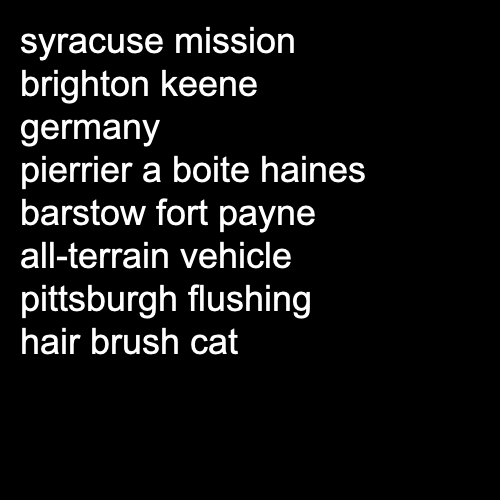 syracuse mission
brighton keene
germany
pierrier a boite haines
barstow fort payne
all-terrain vehicle
pittsburgh flushing
hair brush cat